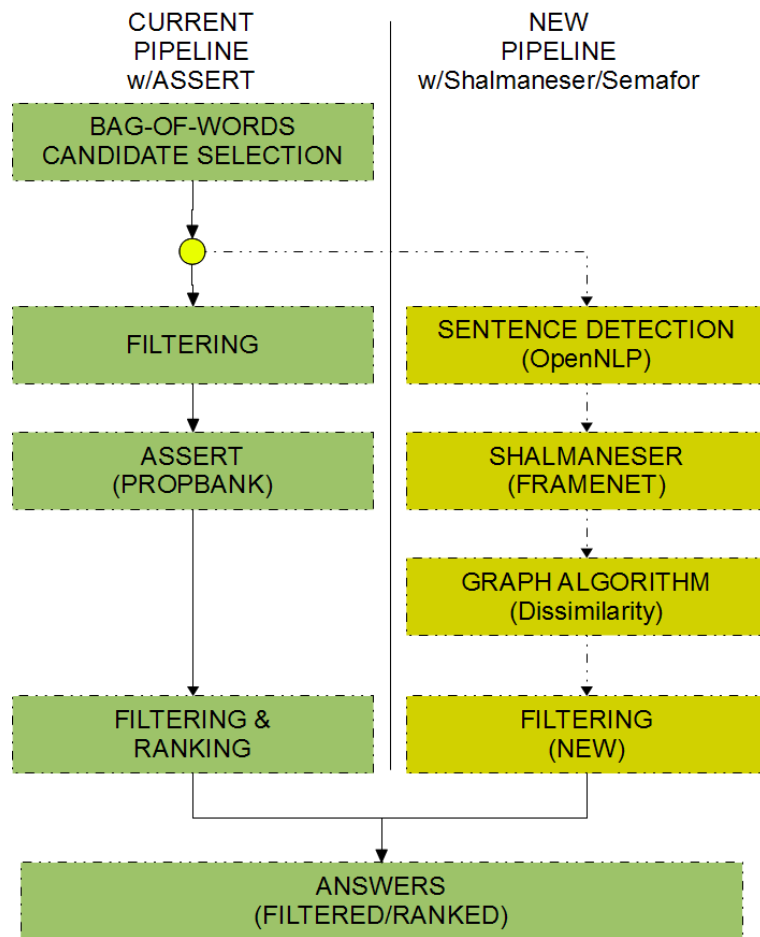 CURRENT
PIPELINE
w/ASSERT
NEW
PIPELINE
w/Shalmaneser/Semafor
BAG-OF-WORDS
CANDIDATE SELECTION
FILTERING
SENTENCE DETECTION
(OpenNLP)
ASSERT
(PROPBANK)
SHALMANESER
(FRAMENET)
GRAPH ALGORITHM
(Dissimilarity)
FILTERING &
RANKING
FILTERING
(NEW)
ANSWERS
(FILTERED/RANKED)